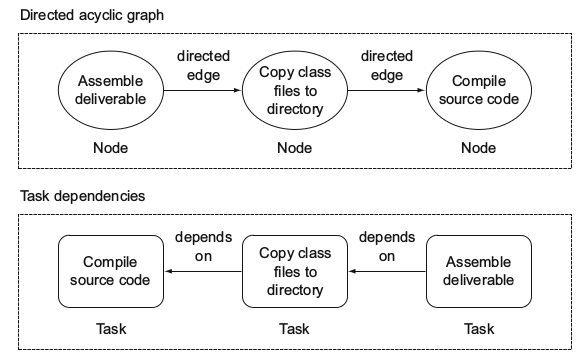 Directed acyclic graph
directed
edge
directed
edge
Assemble
deliverable
Copy class
files to
directory
Compile
source code
Node
Node
Node
Task dependencies
depends
on
depends
on
Compile
source code
Copy class
files to
directory
Assemble
deliverable
Task
Task
Task